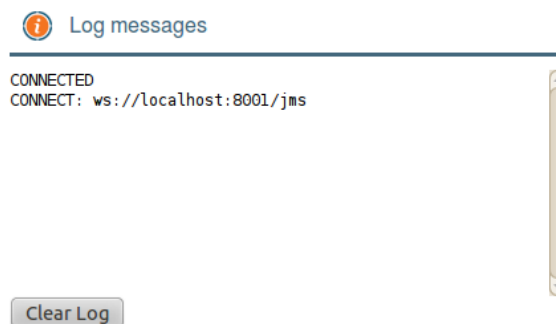 Log messages
CONNECTED
CONNECT: ws://localhost:8001/jms
Clear Log